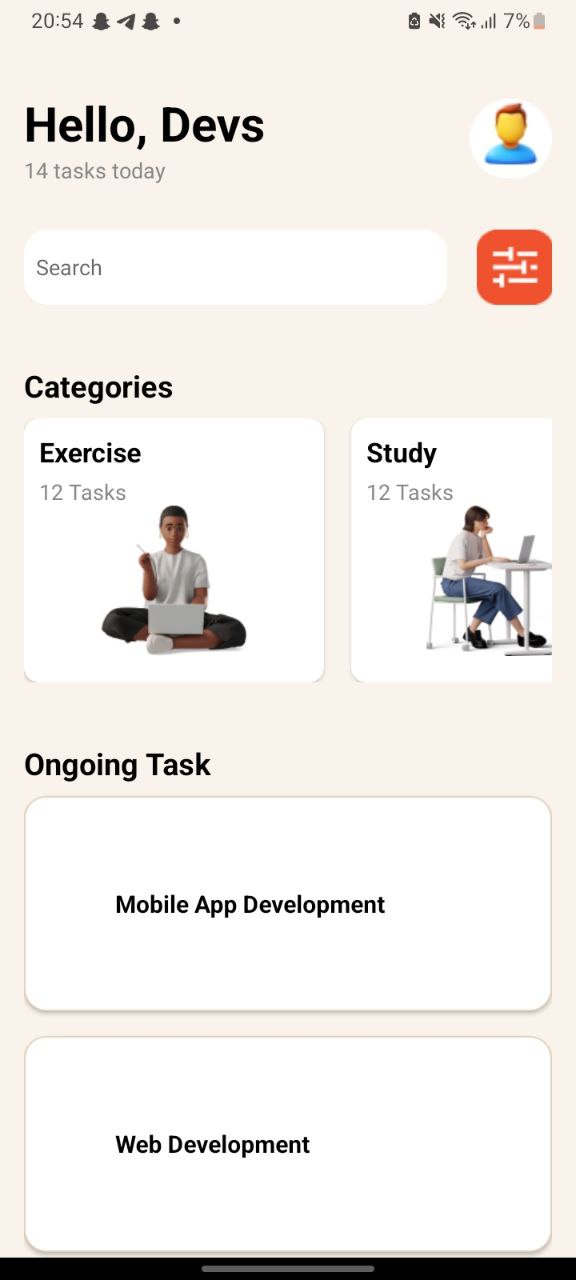 20:54
7%
Hello, Devs
14 tasks today
Search
Categories
Exercise
12 Tasks
Study
12 Tasks
Ongoing Task
Mobile App Development
Web Development